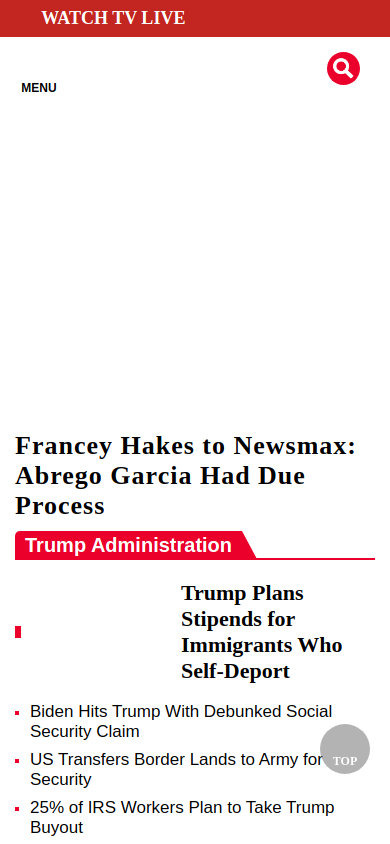 WATCH TV LIVE
MENU
Francey Hakes to Newsmax:
Abrego Garcia Had Due
Process
Trump Administration
Trump Plans
Stipends for
Immigrants Who
Self-Deport
Biden Hits Trump With Debunked Social
Security Claim
US Transfers Border Lands to Army for
Security
TOP
25% of IRS Workers Plan to Take Trump
Buyout